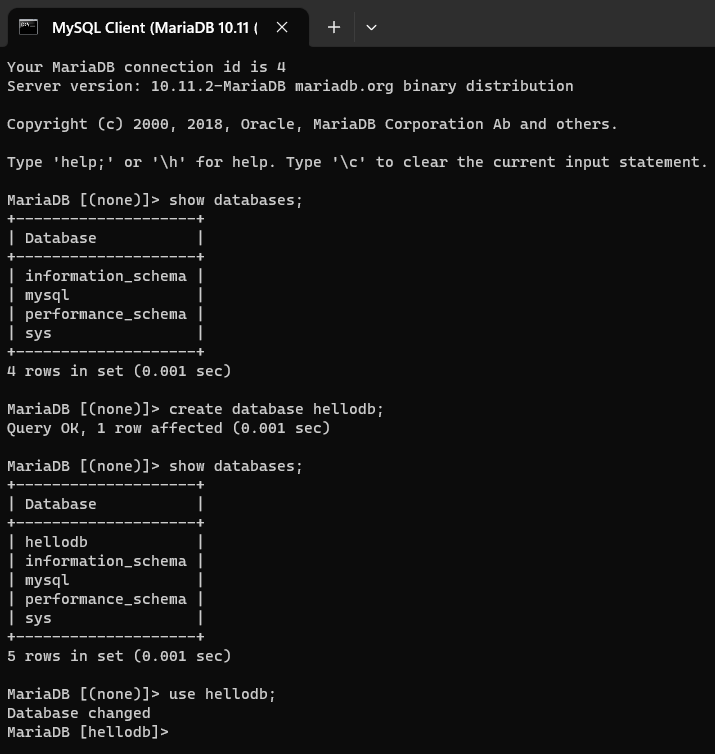 MySQL Client (MariaDB 10.11 (
Your MariaDB connection id is 4
Server version: 10.11.2-MariaDB mariadb.org binary distribution
Copyright (c) 2000, 2018, Oracle, MariaDB Corporation Ab and others.
Type 'help;' or '\h' for help. Type '\c' to clear the current input statement.
MariaDB [(none)]> show databases;
+--------------------+
| Database           |
+--------------------+
| information_schema |
| mysql              |
| performance_schema |
| sys                |
+--------------------+
4 rows in set (0.001 sec)
MariaDB [(none)]> create database hellodb;
Query OK, 1 row affected (0.001 sec)
MariaDB [(none)]> show databases;
+--------------------+
| Database           |
+--------------------+
| hellodb            |
| information_schema |
| mysql              |
| performance_schema |
| sys                |
+--------------------+
5 rows in set (0.001 sec)
MariaDB [(none)]> use hellodb;
Database changed
MariaDB [hellodb]>